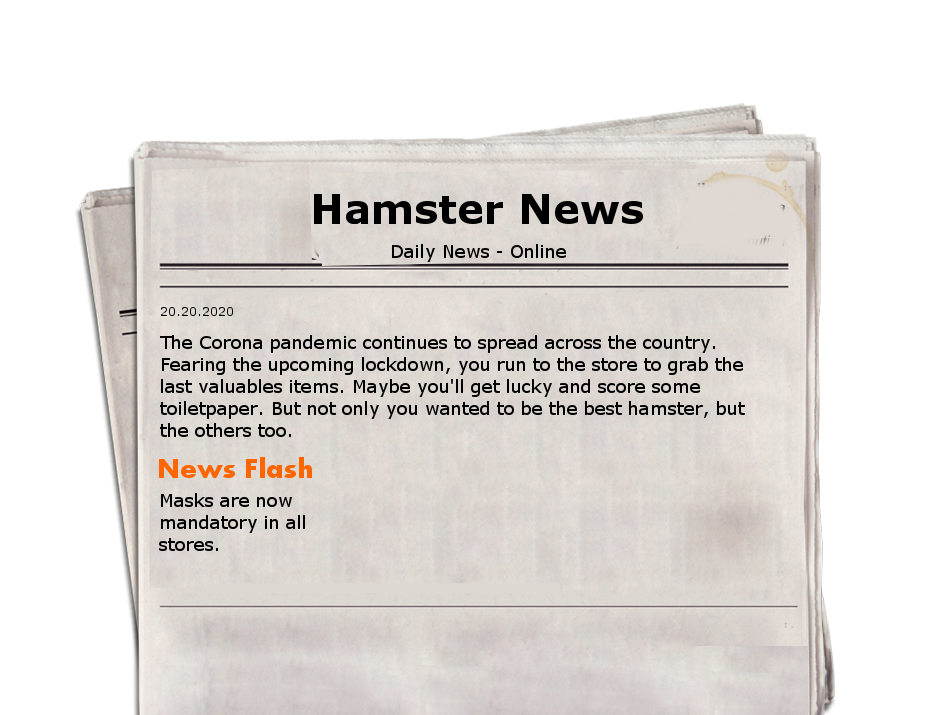 Hamster News
Daily News - Online
20.20.2020
The Corona pandemic continues to spread across the country.
Fearing the upcoming lockdown, you run to the store to grab the
last valuables items. Maybe you'll get lucky and score some
toiletpaper. But not only you wanted to be the best hamster, but
the others too.
News Flash
Masks are now
mandatory in all
stores.